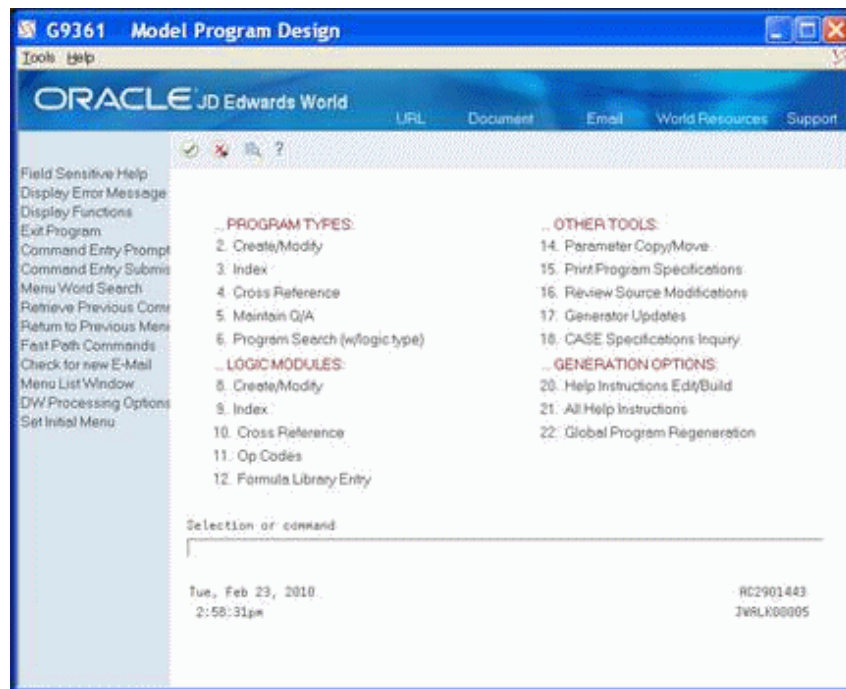 G9361 Model Program Design
Tools Help
ORACLE JD Edwards World
URL Document Email World Resources Support
?
Field Sensitive Help
Display Error Message
Display Functions
Exit Program
Command Entry Prompt
Command Entry Submis
Menu Word Search
Retrieve Previous Com
Return to Previous Men
Fast Path Commands
Check for new E-Mail
Menu List Window
DW Processing Options
Set Initial Menu
... PROGRAM TYPES:
2. Create/Modify
3. Index
4. Cross Reference
5. Maintain Q/A
6. Program Search (w/logic type)
... LOGIC MODULES:
8. Create/Modify
9. Index
10. Cross Reference
11. Op Codes
12. Formula Library Entry
... OTHER TOOLS:
14. Parameter Copy/Move
15. Print Program Specifications
16. Review Source Modifications
17. Generator Updates
18. CASE Specifications Inquiry
... GENERATION OPTIONS:
20. Help Instructions Edit/Build
21. All Help Instructions
22. Global Program Regeneration
Selection or command
Tue, Feb 23, 2010
2:58:31pm
RC2901443
JWALK00005